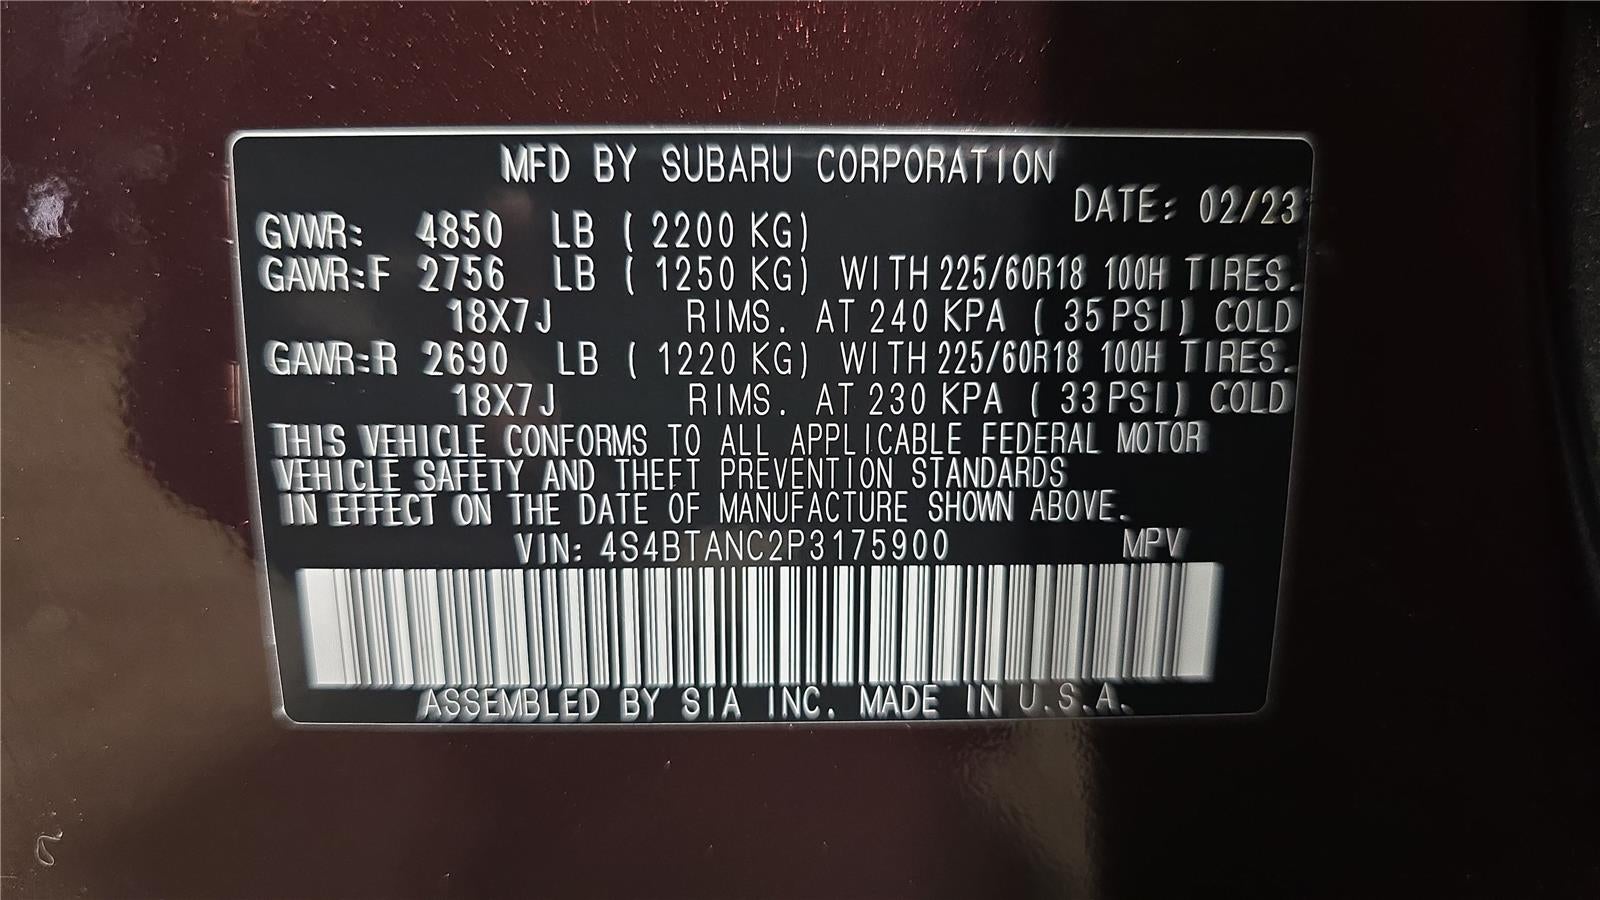 MFD BY SUBARU CORPORATION
DATE: 02/23
GVWR: 4850 LB ( 2200 KG)
GAWR:F 2756 LB ( 1250 KG) WITH 225/60R18 100H TIRES.
18X7J RIMS. AT 240 KPA ( 35 PSI) COLD
GAWR:R 2690 LB ( 1220 KG) WITH 225/60R18 100H TIRES.
18X7J RIMS. AT 230 KPA ( 33 PSI) COLD
THIS VEHICLE CONFORMS TO ALL APPLICABLE FEDERAL MOTOR
VEHICLE SAFETY AND THEFT PREVENTION STANDARDS
IN EFFECT ON THE DATE OF MANUFACTURE SHOWN ABOVE.
VIN: 4S4BTANC2P3175900 MPV
ASSEMBLED BY SIA INC. MADE IN U.S.A.